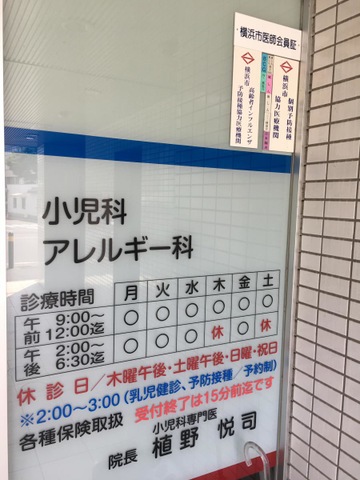 横浜市医師会員証
横浜市 個別予防接種
協力医療機関
横浜市 高齢者インフルエンザ
予防接種協力医療機関
小児科
アレルギー科
診療時間 月 火 水 木 金 土
午前 9:00〜12:00迄 ○ ○ ○ ○ ○ ○
午後 2:00〜6:30迄 ○ ○ ○ 休 ○ 休
休診日/木曜午後・土曜午後・日曜・祝日
※2:00〜3:00(乳児健診、予防接種/予約制)
各種保険取扱 受付終了は15分前迄です
小児科専門医
院長 植野 悦司